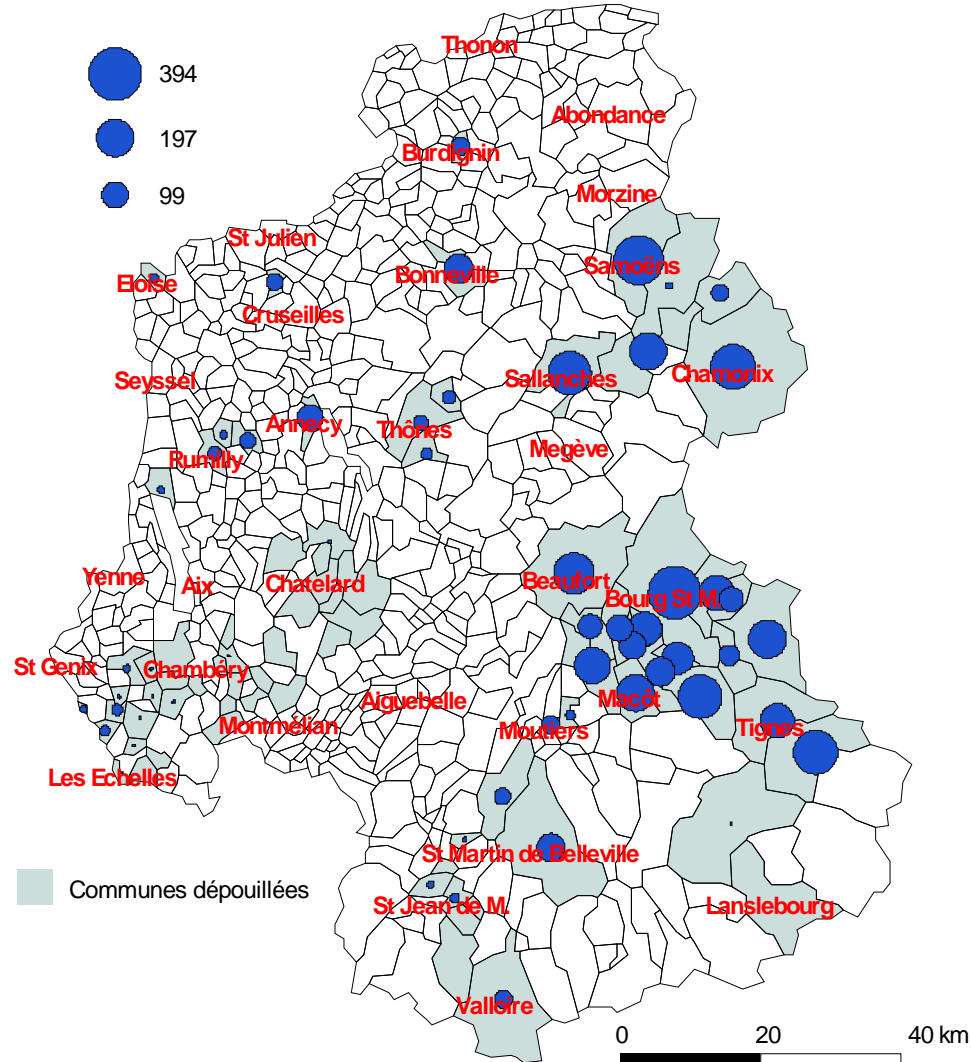 Thonon
394
Abondance
197
Burdignin
99
Morzine
St Julien
Samoëns
Bonneville
Eloise
Cruseilles
Seyssel
Sallanches
Chamonix
Annecy
Thônes
Megève
Rumilly
Yenne
Aix
Chatelard
Beaufort
Bourg St M.
St Genix
Chambéry
Aiguebelle
Macôt
Montmélian
Moutiers
Tignes
Les Echelles
St Martin de Belleville
Communes dépouillées
St Jean de M.
Lanslebourg
Valloire
0 20 40 km